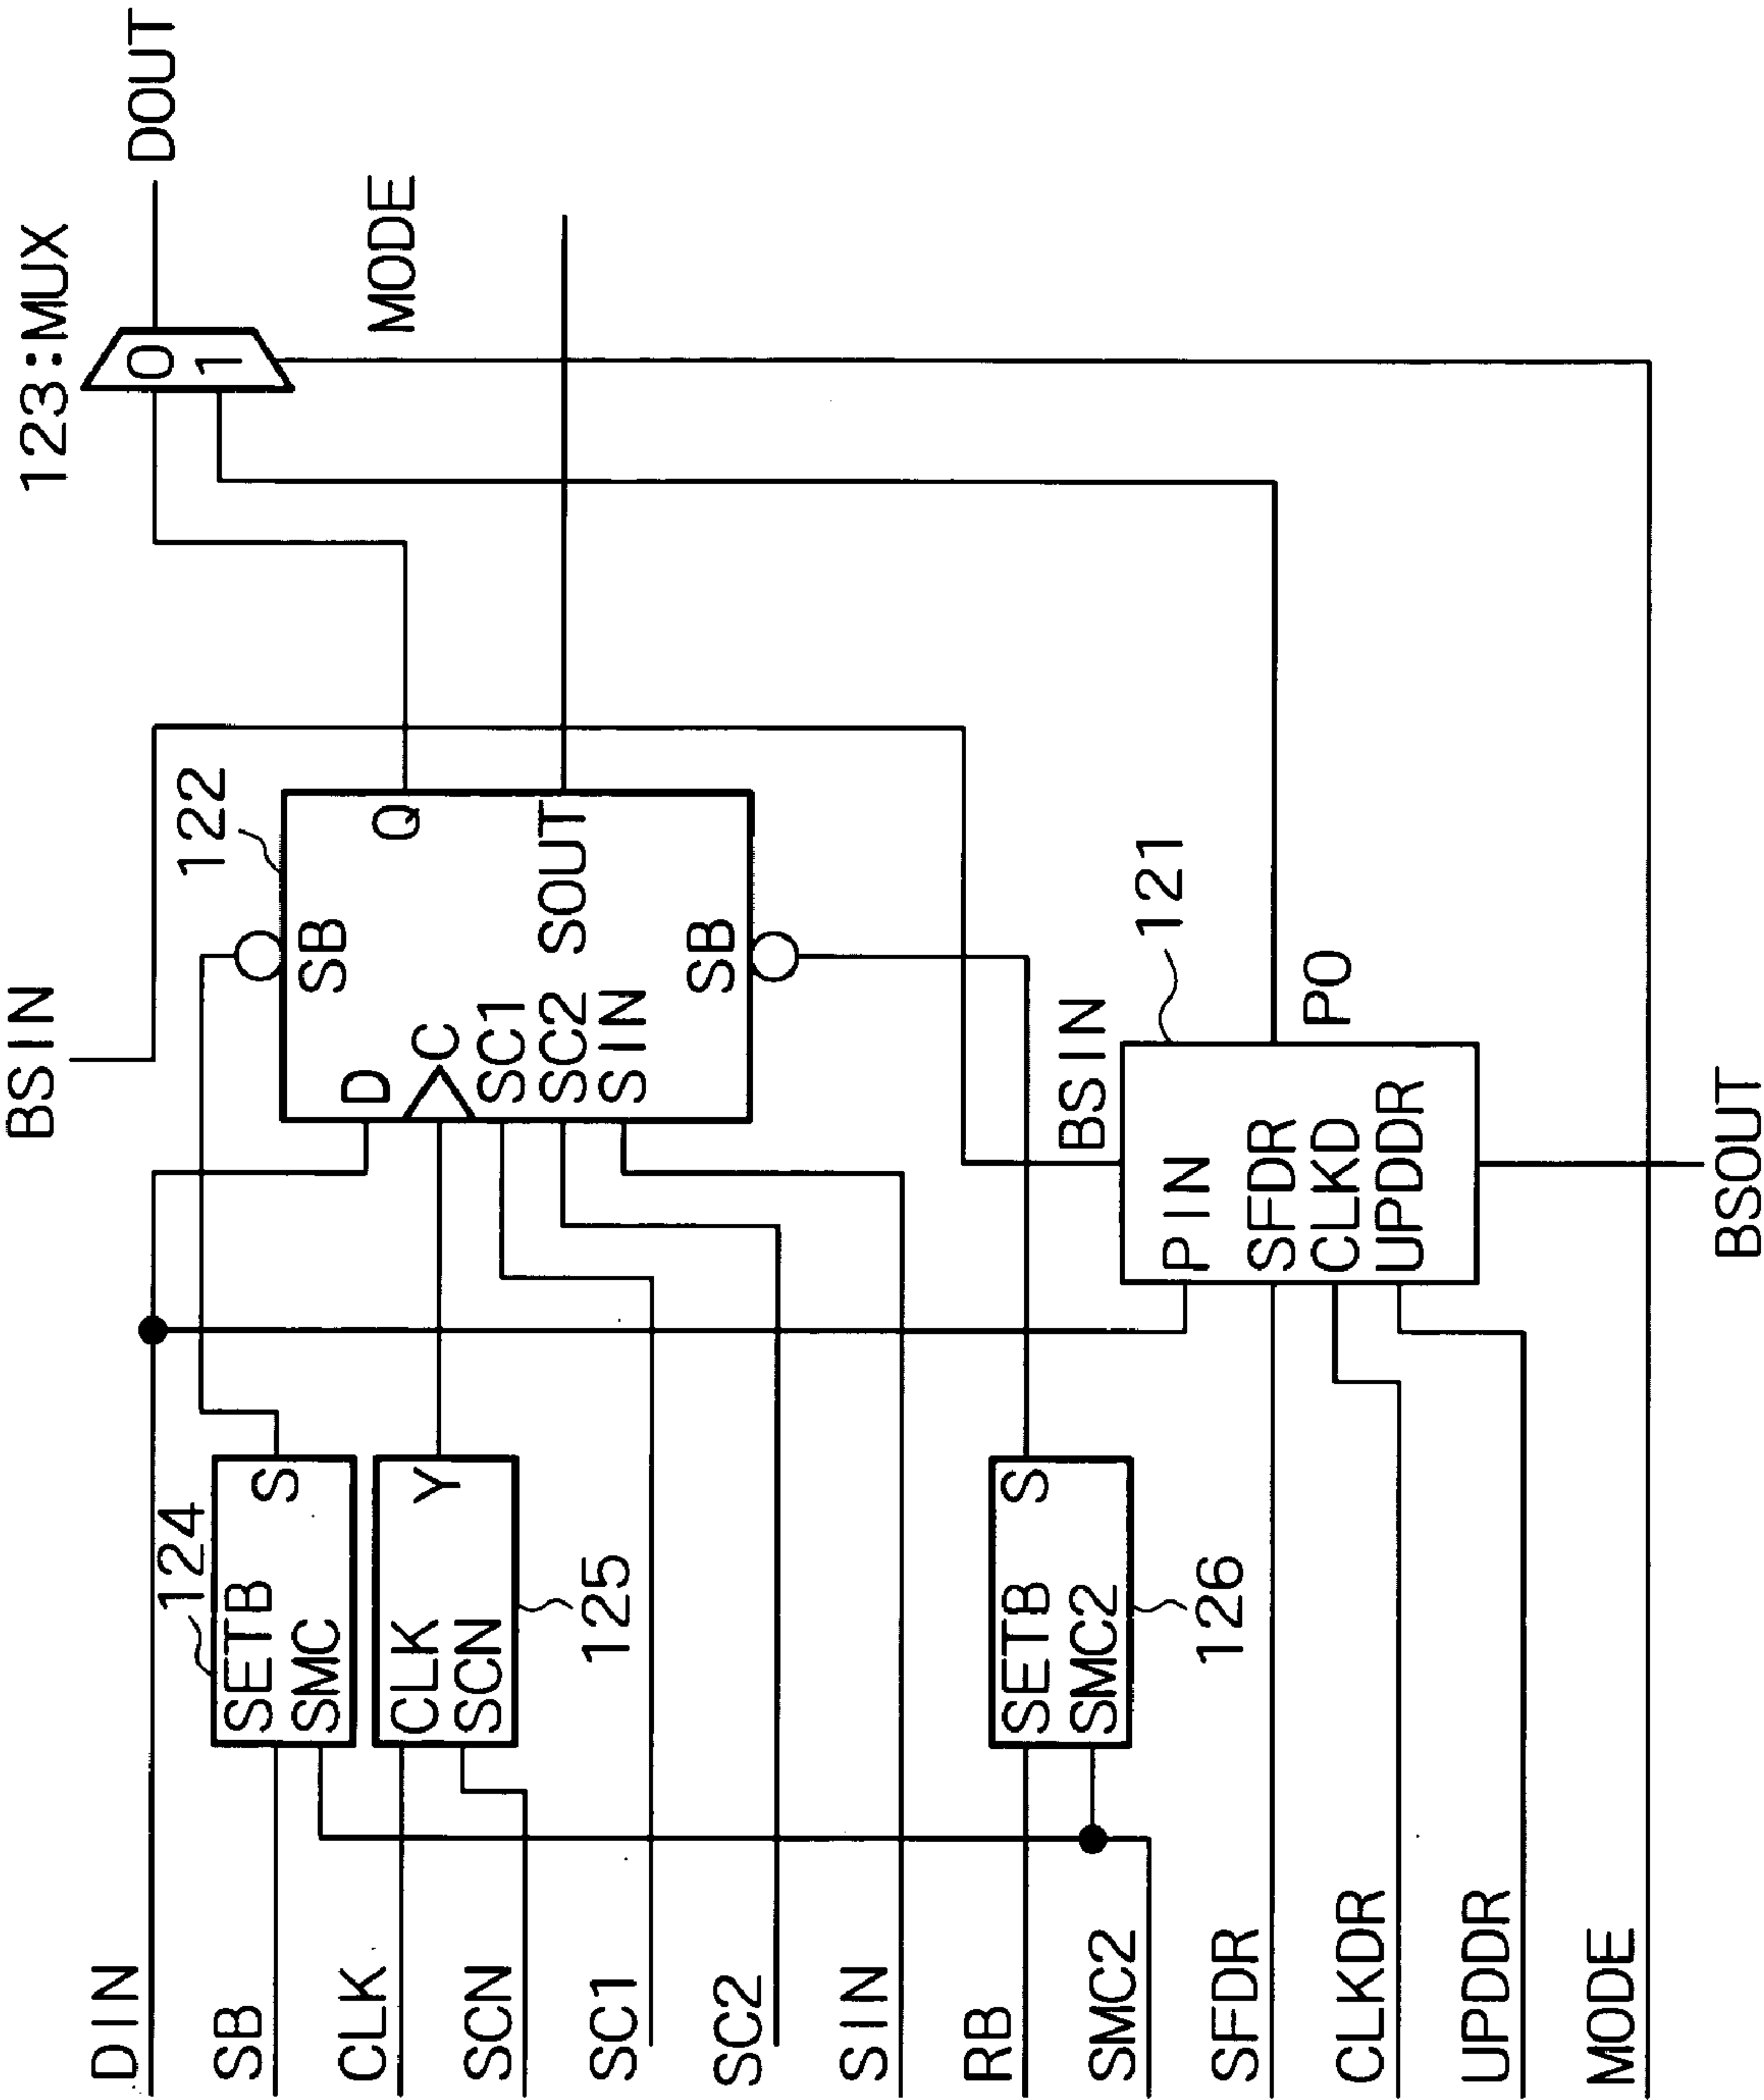 BSIN
123:MUX
DOUT
MODE
122
SB
D
C
SC1
SC2 SOUT
SIN
Q
SB
124
SETB
SMC
S
CLK
SCN
Y
125
SETB
SMC2
S
126
BSIN
121
PIN
SFDR
CLKD
UPDDR
PO
BSOUT
DIN
SB
CLK
SCN
SC1
SC2
SIN
RB
SMC2
SFDR
CLKDR
UPDDR
MODE